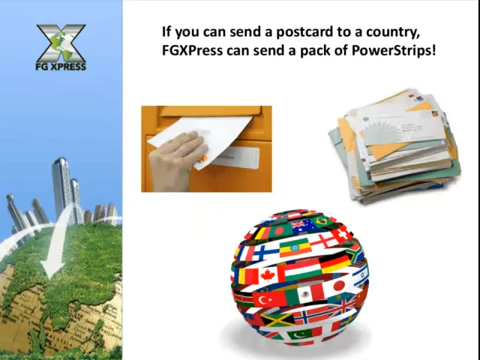 If you can send a postcard to a country,
FGXPress can send a pack of PowerStrips!
FG XPRESS